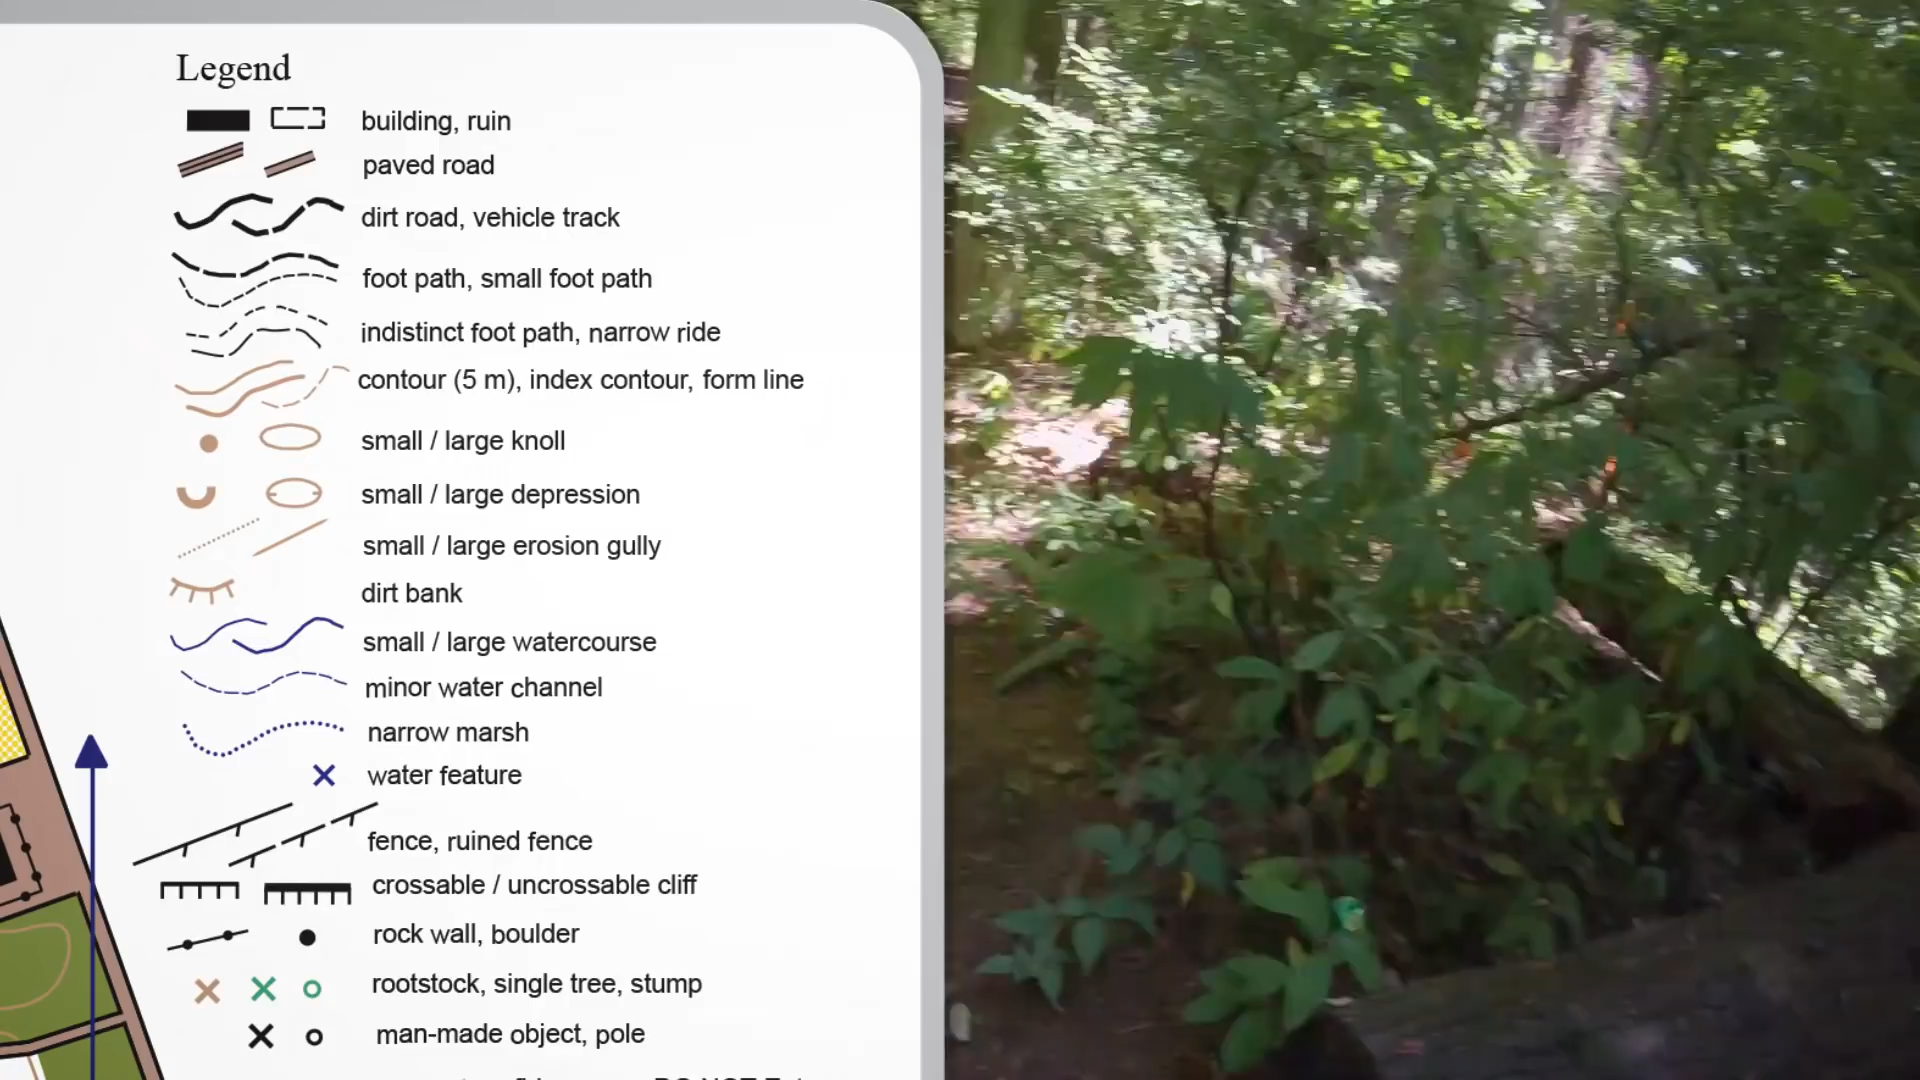 Legend
building, ruin
paved road
dirt road, vehicle track
foot path, small foot path
indistinct foot path, narrow ride
contour (5 m), index contour, form line
small / large knoll
small / large depression
small / large erosion gully
dirt bank
small / large watercourse
minor water channel
narrow marsh
water feature
fence, ruined fence
crossable / uncrossable cliff
rock wall, boulder
rootstock, single tree, stump
man-made object, pole